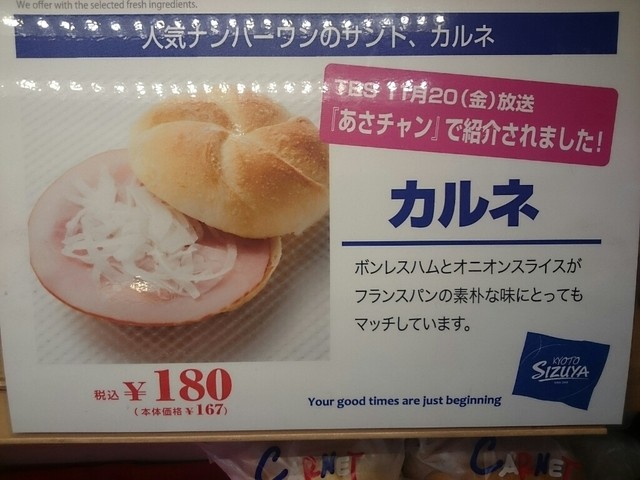 We offer with the selected fresh ingredients.
人気ナンバーワンのサンド、カルネ
TBS 11月20(金)放送
『あさチャン』で紹介されました!
カルネ
ボンレスハムとオニオンスライスが
フランスパンの素朴な味にとっても
マッチしています。
税込 ¥180
(本体価格 ¥167)
Your good times are just beginning
KYOTO
SIZUYA
CARNET
CARNET